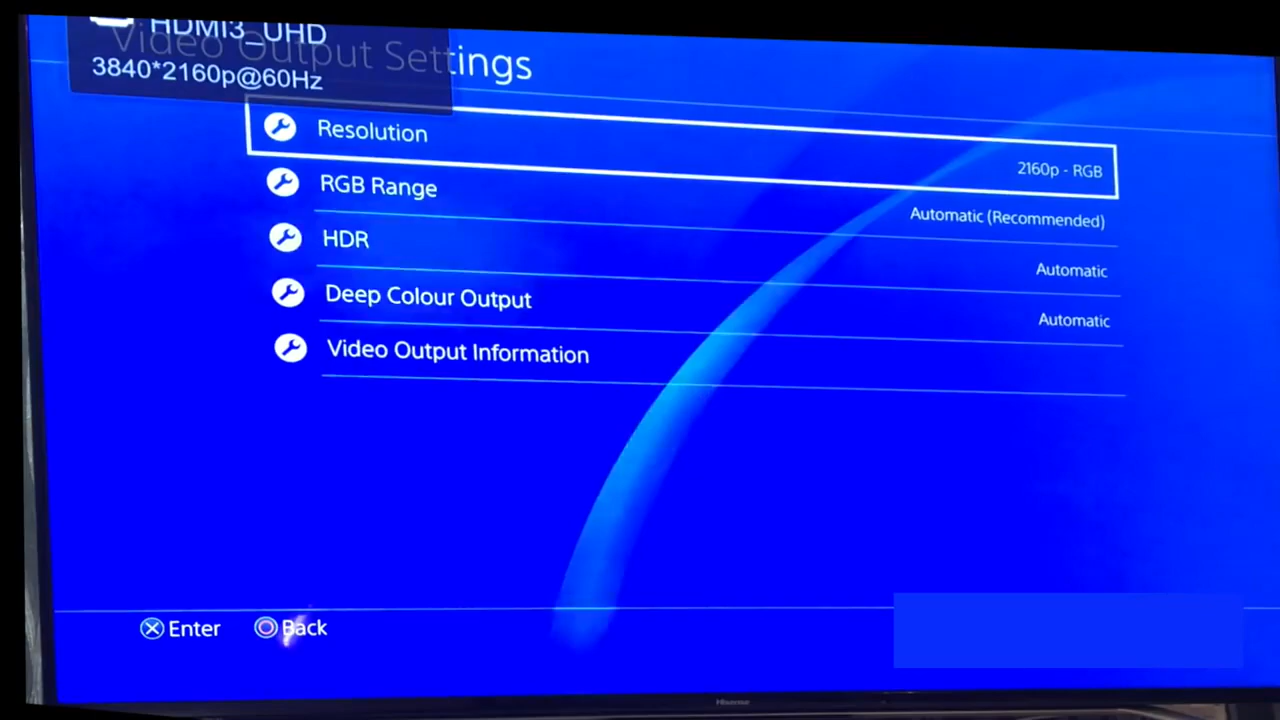 HDMI3_UHD
Video Output Settings
3840*2160p@60Hz
Resolution
2160p - RGB
RGB Range
Automatic (Recommended)
HDR
Automatic
Deep Colour Output
Automatic
Video Output Information
Enter
Back
Hisense